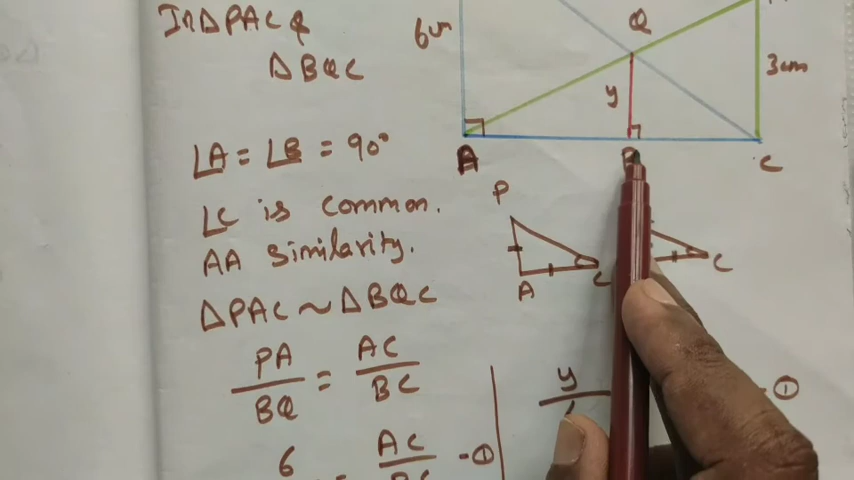 In ΔPAC &
ΔBQC
∠A = ∠B = 90°
∠C is common.
AA similarity.
ΔPAC ~ ΔBQC
PA/BQ = AC/BC
6 = AC -①
6cm
Q
y
3cm
A
C
P
A
C
C
y
-①